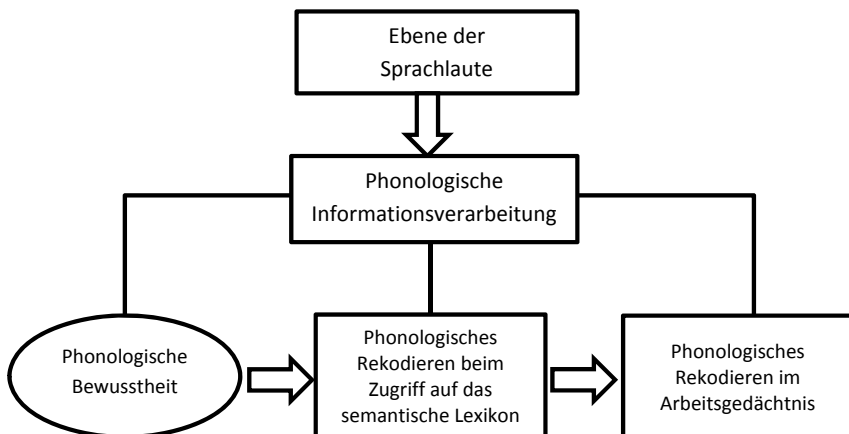 Ebene der
Sprachlaute
Phonologische
Informationsverarbeitung
Phonologische
Bewusstheit
Phonologisches
Rekodieren beim
Zugriff auf das
semantische Lexikon
Phonologisches
Rekodieren im
Arbeitsgedächtnis